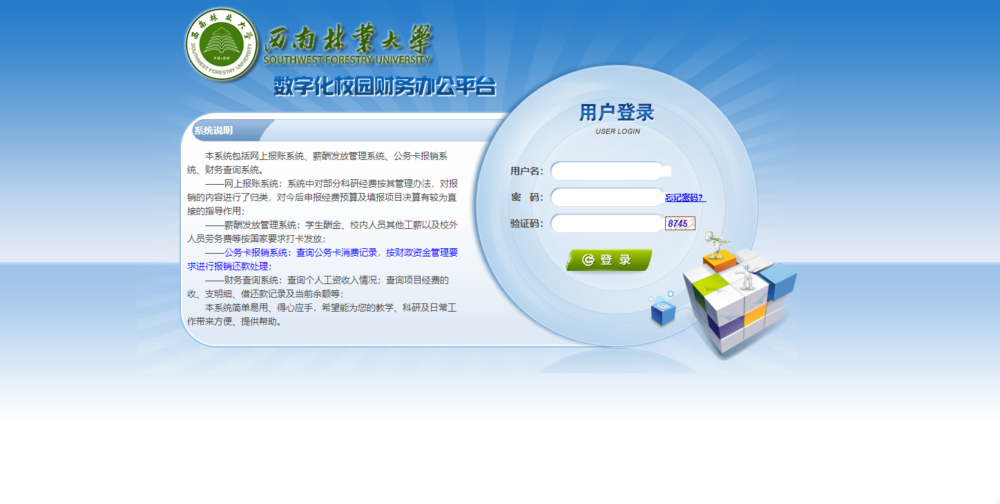 西南林业大学
SOUTHWEST FORESTRY UNIVERSITY
中国•昆明
西南林業大學
SOUTHWEST FORESTRY UNIVERSITY
数字化校园财务办公平台
系统说明
本系统包括网上报账系统、薪酬发放管理系统、公务卡报销系
统、财务查询系统。
——网上报账系统：系统中对部分科研经费按其管理办法，对报
销的内容进行了归类，对今后申报经费预算及填报项目决算有较为直
接的指导作用；
——薪酬发放管理系统：学生酬金、校内人员其他工薪以及校外
人员劳务费等按国家要求打卡发放；
——公务卡报销系统：查询公务卡消费记录，按财政资金管理要
求进行报销还款处理；
——财务查询系统：查询个人工资收入情况；查询项目经费的
收、支明细、借还款记录及当前余额等；
本系统简单易用、得心应手，希望能为您的教学、科研及日常工
作带来方便、提供帮助。
用户登录
USER LOGIN
用户名：
密 码：
忘记密码？
验证码：
8745
登 录